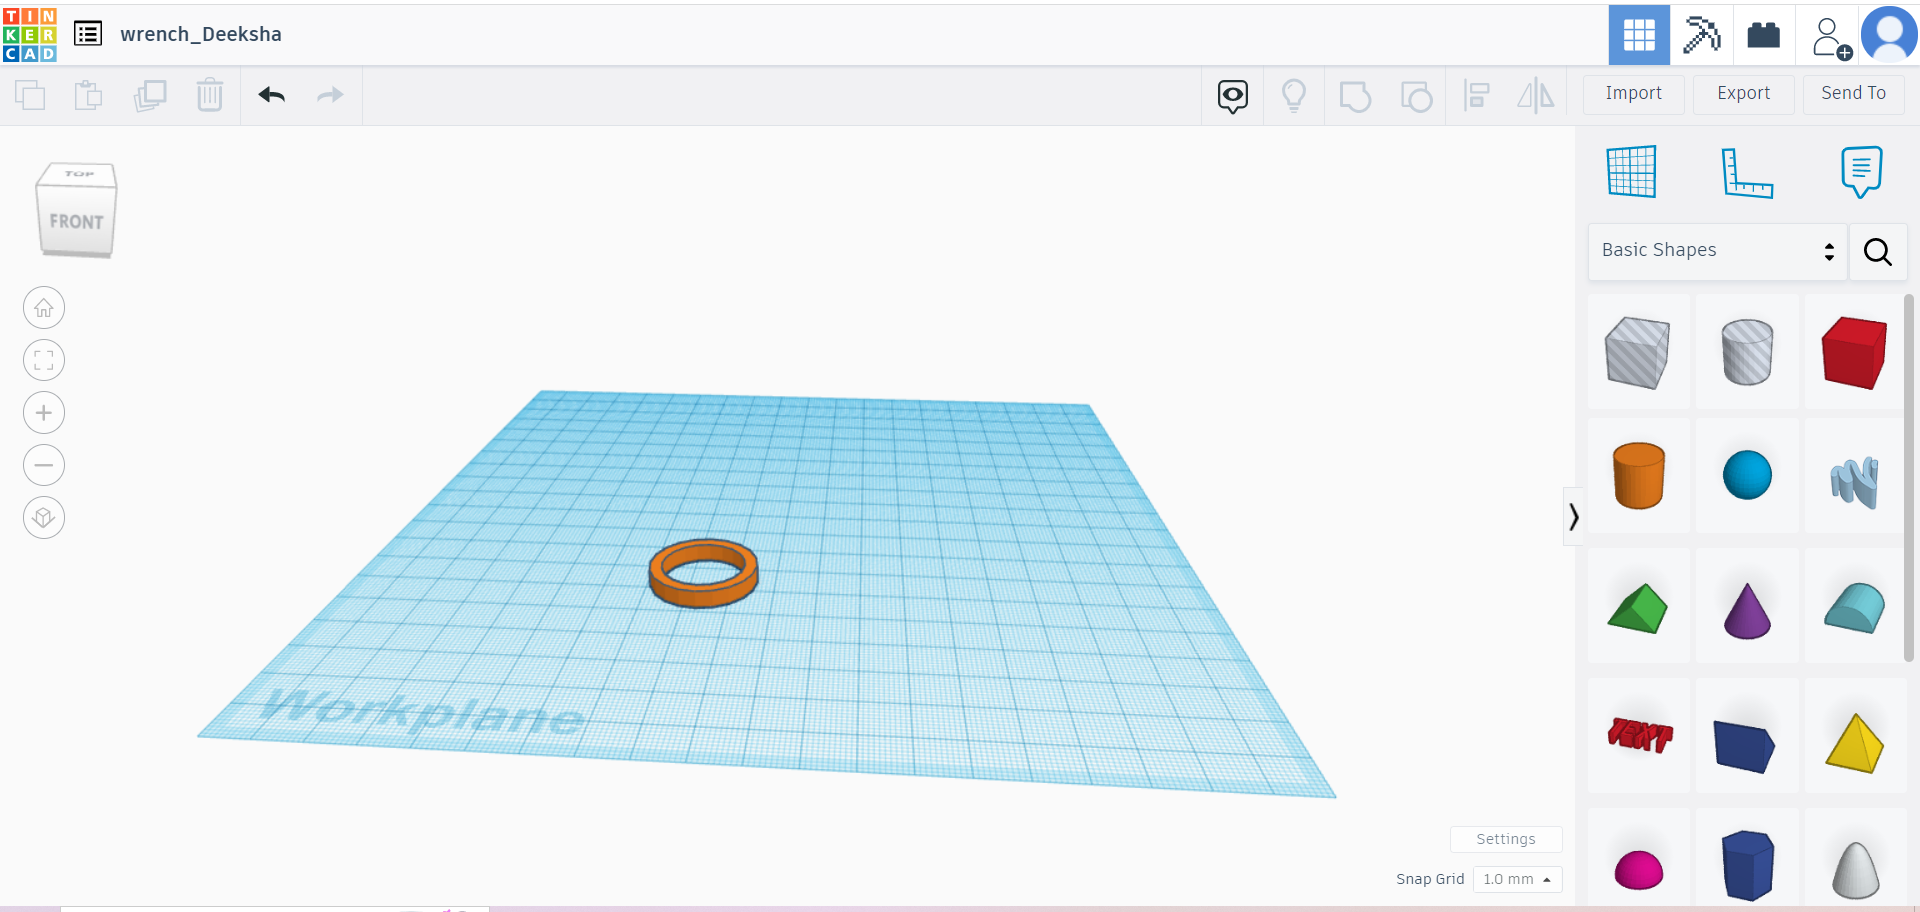 TIN
KER
CAD
wrench_Deeksha
Import
Export
Send To
TOP
FRONT
Basic Shapes
TEXT
Workplane
Settings
Snap Grid 1.0 mm